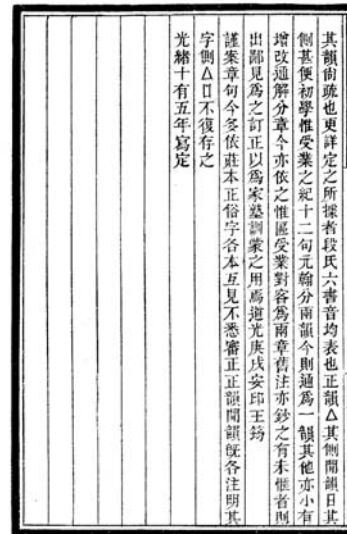 其韻尙疏也更詳定之所採者段氏六書音均表也正韻△其側閒韻日其
側甚便初學惟受業之紀十二句元翰分兩韻今則通爲一韻其他亦小有
增改通解分章今亦依之惟區受業對客爲兩章舊注亦鈔之有未愜者則
出鄙見爲之訂正以爲家塾訓蒙之用焉道光庚戌安邱王筠
謹案章句今多依莊本正俗字各本互見不悉審正正韻閒韻旣各注明其
字側△囗不復存之
光緒十有五年寫定